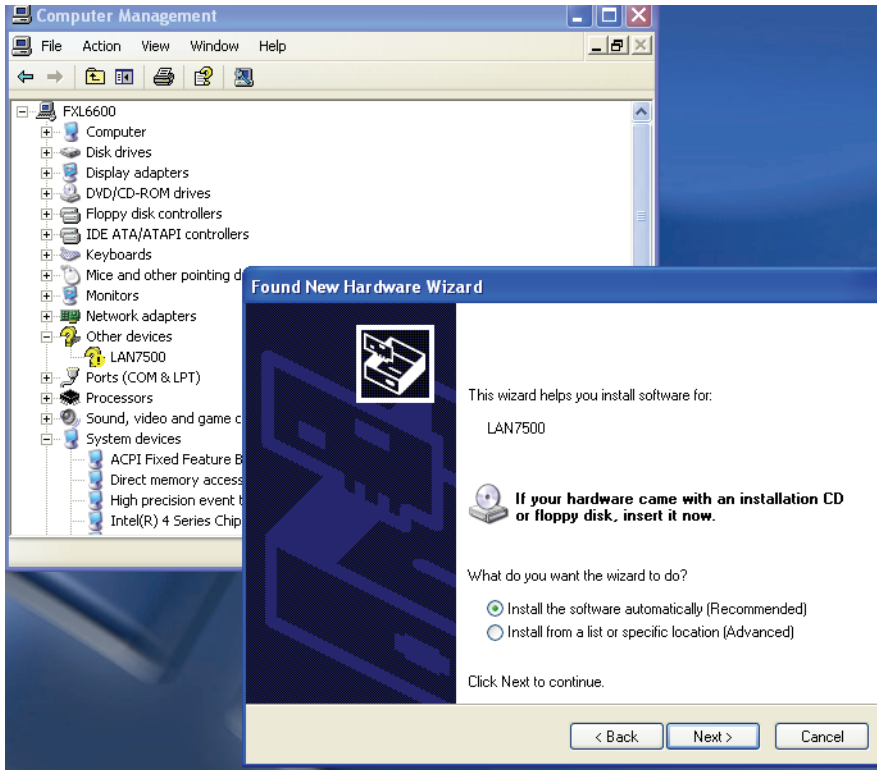 Computer Management
File Action View Window Help
FXL6600
Computer
Disk drives
Display adapters
DVD/CD-ROM drives
Floppy disk controllers
IDE ATA/ATAPI controllers
Keyboards
Mice and other pointing d
Monitors
Network adapters
Other devices
LAN7500
Ports (COM & LPT)
Processors
Sound, video and game c
System devices
ACPI Fixed Feature B
Direct memory access
High precision event t
Intel(R) 4 Series Chip
Found New Hardware Wizard
This wizard helps you install software for:
LAN7500
If your hardware came with an installation CD
or floppy disk, insert it now.
What do you want the wizard to do?
Install the software automatically (Recommended)
Install from a list or specific location (Advanced)
Click Next to continue.
< Back Next > Cancel